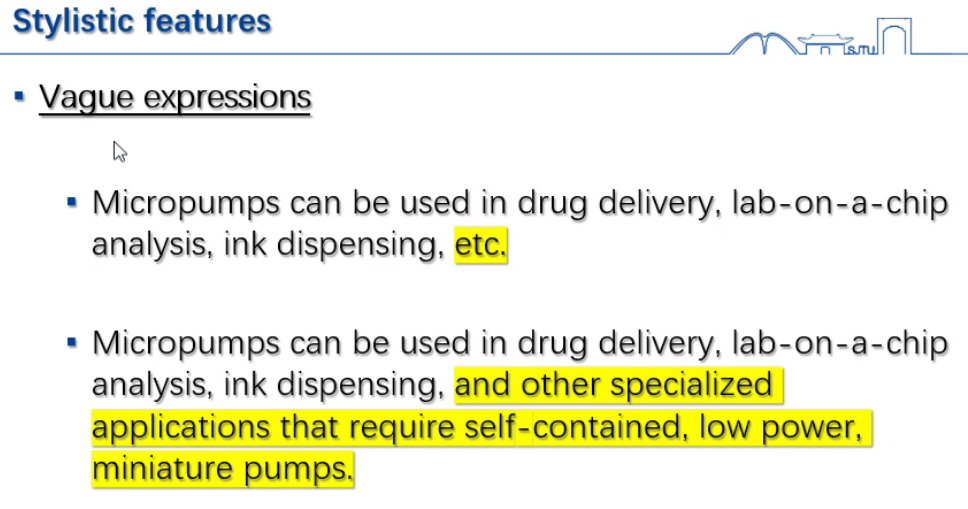 Stylistic features
Vague expressions
Micropumps can be used in drug delivery, lab-on-a-chip
analysis, ink dispensing, etc.
Micropumps can be used in drug delivery, lab-on-a-chip
analysis, ink dispensing, and other specialized
applications that require self-contained, low power,
miniature pumps.